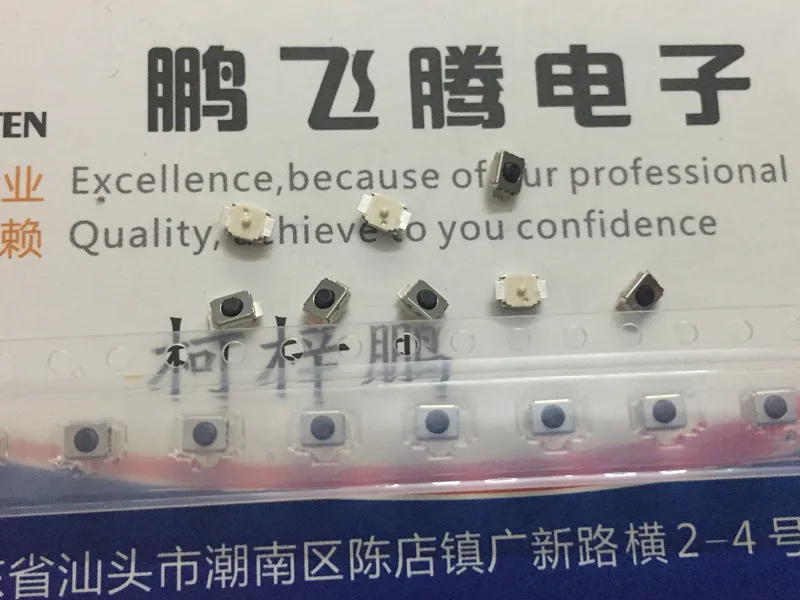 鹏飞腾电子
TEN
业 Excellence,because of our professional
赖 Quality, achieve to you confidence
柯梓鹏
东省汕头市潮南区陈店镇广新路横2-4号